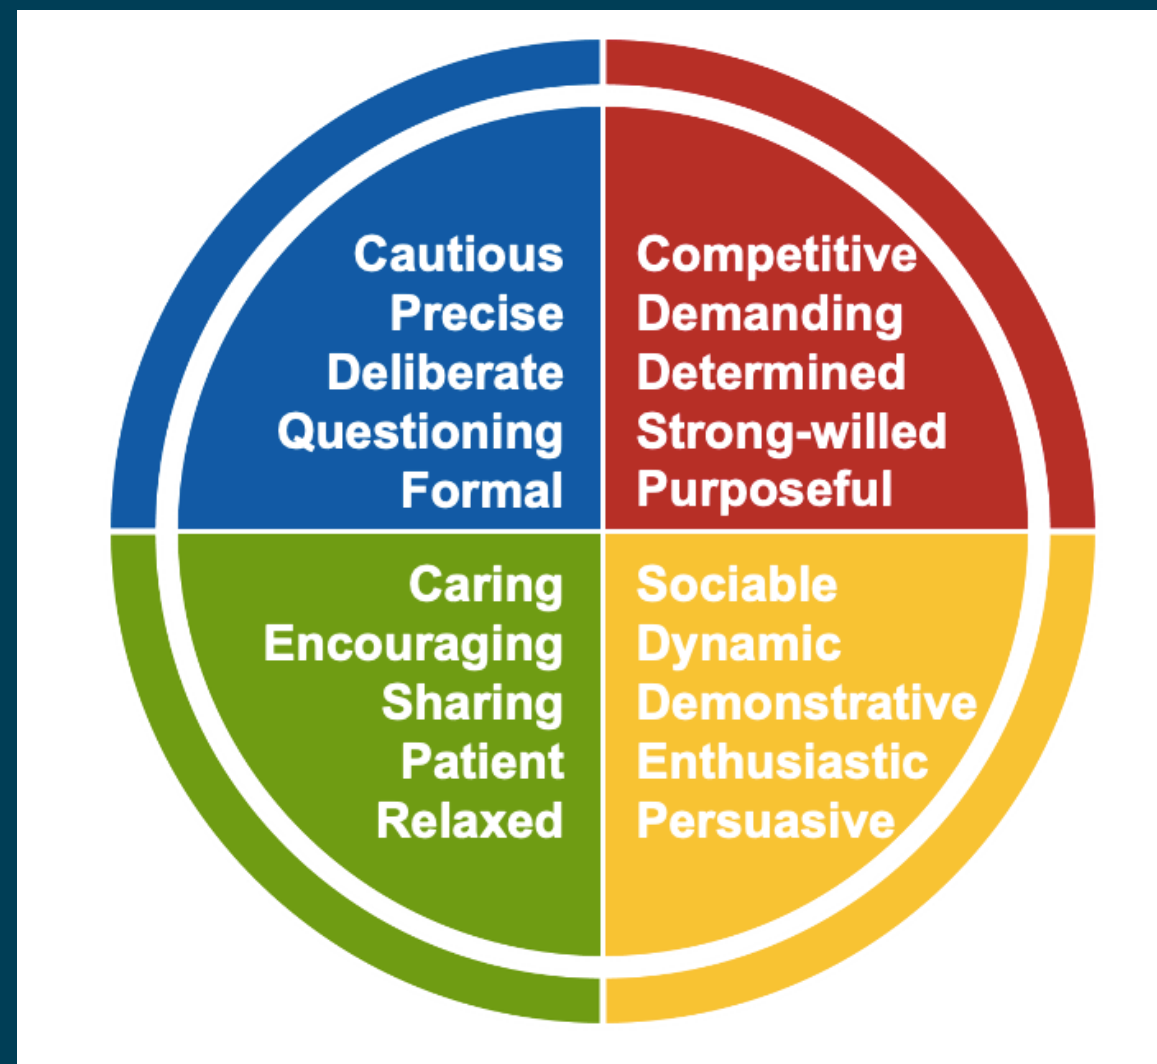 Cautious
Precise
Deliberate
Questioning
Formal
Competitive
Demanding
Determined
Strong-willed
Purposeful
Caring
Encouraging
Sharing
Patient
Relaxed
Sociable
Dynamic
Demonstrative
Enthusiastic
Persuasive